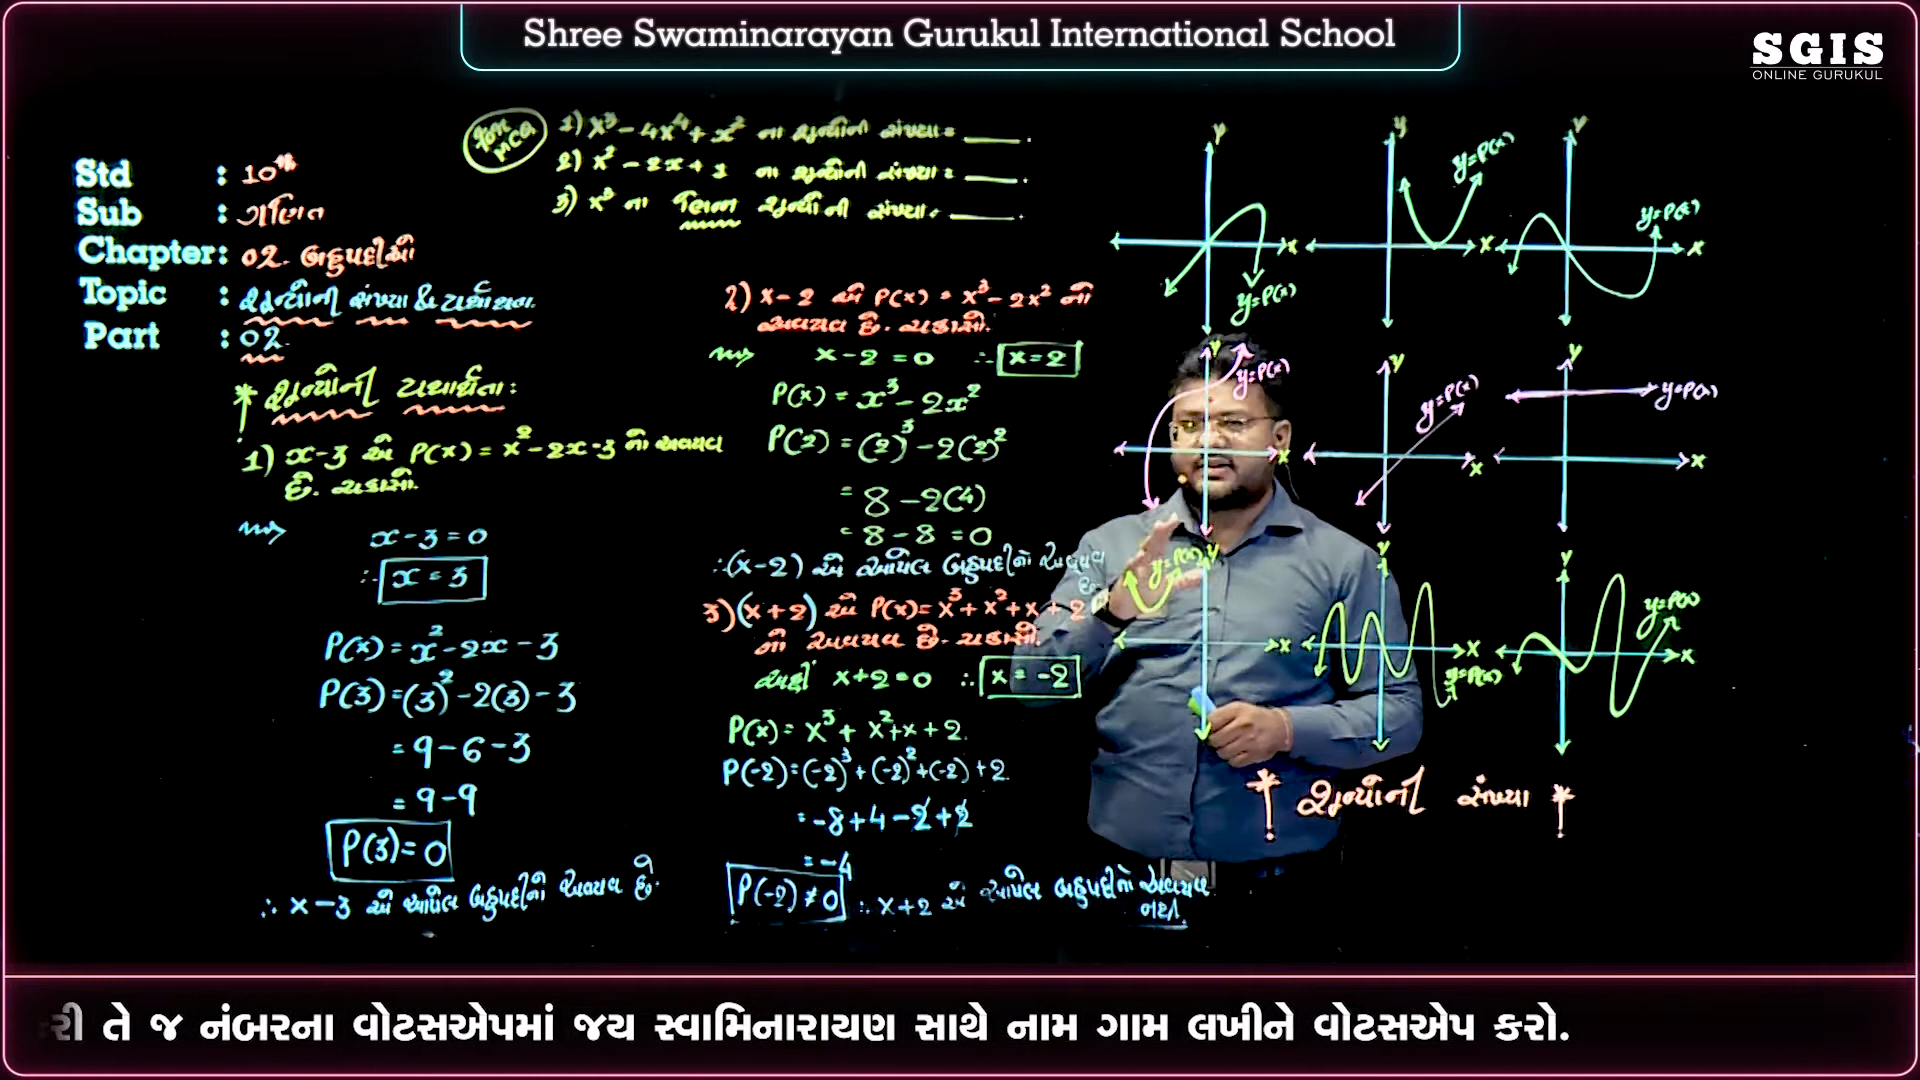 Shree Swaminarayan Gurukul International School
SGIS
ONLINE GURUKUL
Std : 10th
Sub : ગણિત
Chapter : 02. બહુપદીઓ
Topic : શૂન્યોની સંખ્યા & યર્થાથતા.
Part : 02.
1) x³ - 4x⁴ + x² ના શૂન્યોની સંખ્યા = ____.
2) x² - 2x + 1 ના શૂન્યોની સંખ્યા = ____.
3) x³ ના ભિન્ન શૂન્યોની સંખ્યા = ____.
* શૂન્યોની યથાર્થતા :
1) x-3 એ P(x) = x² - 2x - 3 નો અવયવ
છે. ચકાસો.
x - 3 = 0
∴ x = 3
P(x) = x² - 2x - 3
P(3) = (3)² - 2(3) - 3
= 9 - 6 - 3
= 9 - 9
P(3) = 0
∴ x - 3 એ આપેલ બહુપદીનો અવયવ છે.
2) x - 2 એ P(x) = x³ - 2x² નો
અવયવ છે. ચકાસો.
x - 2 = 0 ∴ x = 2
P(x) = x³ - 2x²
P(2) = (2)³ - 2(2)²
= 8 - 2(4)
= 8 - 8 = 0
∴ (x - 2) એ આપેલ બહુપદીનો અવયવ
છે.
3) (x + 2) એ P(x) = x³ + x² + x + 2
નો અવયવ છે. ચકાસો.
અહીં x + 2 = 0 ∴ x = -2
P(x) = x³ + x² + x + 2.
P(-2) = (-2)³ + (-2)² + (-2) + 2.
= -8 + 4 - 2 + 2
= -4
P(-2) ≠ 0 ∴ x + 2 એ આપેલ બહુપદીનો અવયવ
નથી.
y y y
y=P(x) y=P(x)
x x x
y=P(x)
y y y
y=P(x) y=P(x) y=P(x)
x x x
y y y
y=P(x) y=P(x)
x x x
y=P(x)
* શૂન્યોની સંખ્યા *
રી તે જ નંબરના વોટસએપમાં જય સ્વામિનારાયણ સાથે નામ ગામ લખીને વોટસએપ કરો.